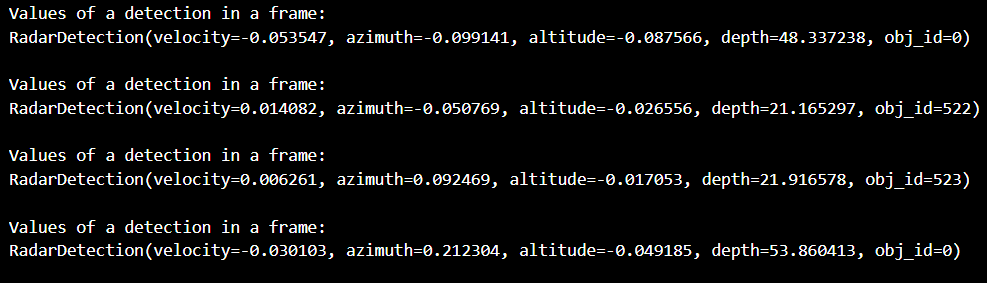 Values of a detection in a frame:
RadarDetection(velocity=-0.053547, azimuth=-0.099141, altitude=-0.087566, depth=48.337238, obj_id=0)
Values of a detection in a frame:
RadarDetection(velocity=0.014082, azimuth=-0.050769, altitude=-0.026556, depth=21.165297, obj_id=522)
Values of a detection in a frame:
RadarDetection(velocity=0.006261, azimuth=0.092469, altitude=-0.017053, depth=21.916578, obj_id=523)
Values of a detection in a frame:
RadarDetection(velocity=-0.030103, azimuth=0.212304, altitude=-0.049185, depth=53.860413, obj_id=0)